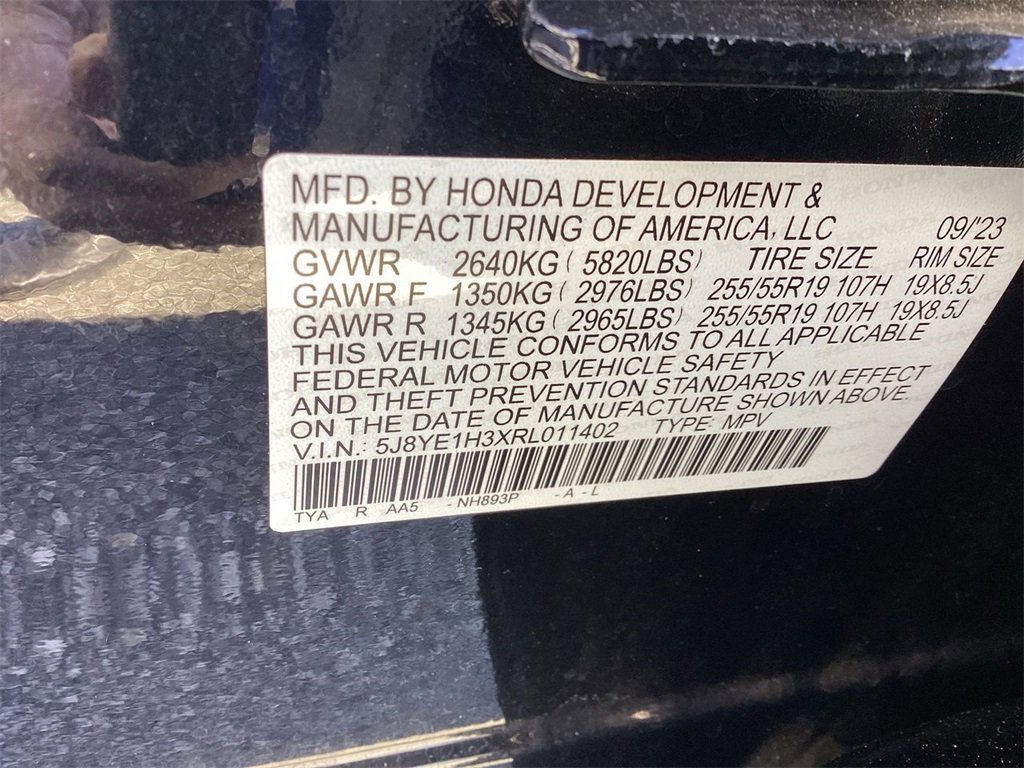 MFD. BY HONDA DEVELOPMENT &
MANUFACTURING OF AMERICA, LLC 09/'23
GVWR 2640KG ( 5820LBS) TIRE SIZE RIM SIZE
GAWR F 1350KG ( 2976LBS) 255/55R19 107H 19X8.5J
GAWR R 1345KG ( 2965LBS) 255/55R19 107H 19X8.5J
THIS VEHICLE CONFORMS TO ALL APPLICABLE
FEDERAL MOTOR VEHICLE SAFETY
AND THEFT PREVENTION STANDARDS IN EFFECT
ON THE DATE OF MANUFACTURE SHOWN ABOVE.
V.I.N.: 5J8YE1H3XRL011402 TYPE: MPV
TYA R AA5 - NH893P - A - L